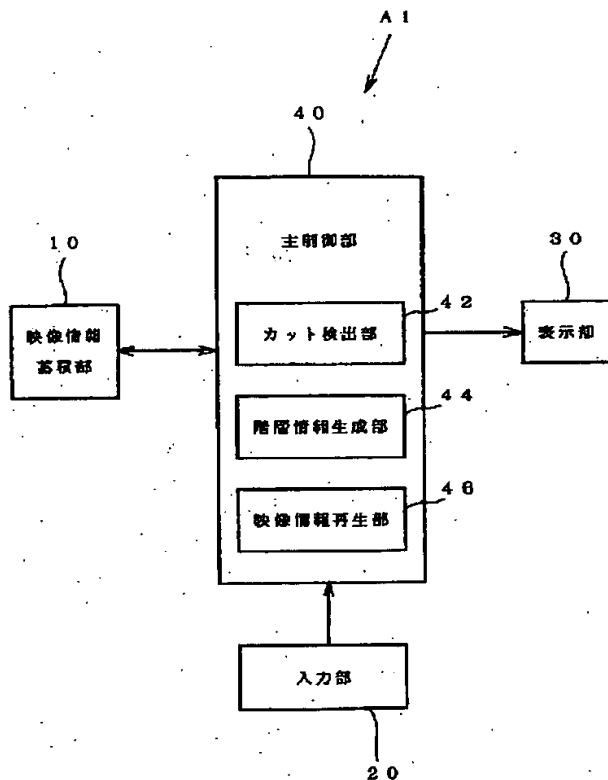 A1
40
主制御部
10
映像情報
蓄積部
42
カット検出部
30
表示部
44
階層情報生成部
46
映像情報再生部
入力部
20